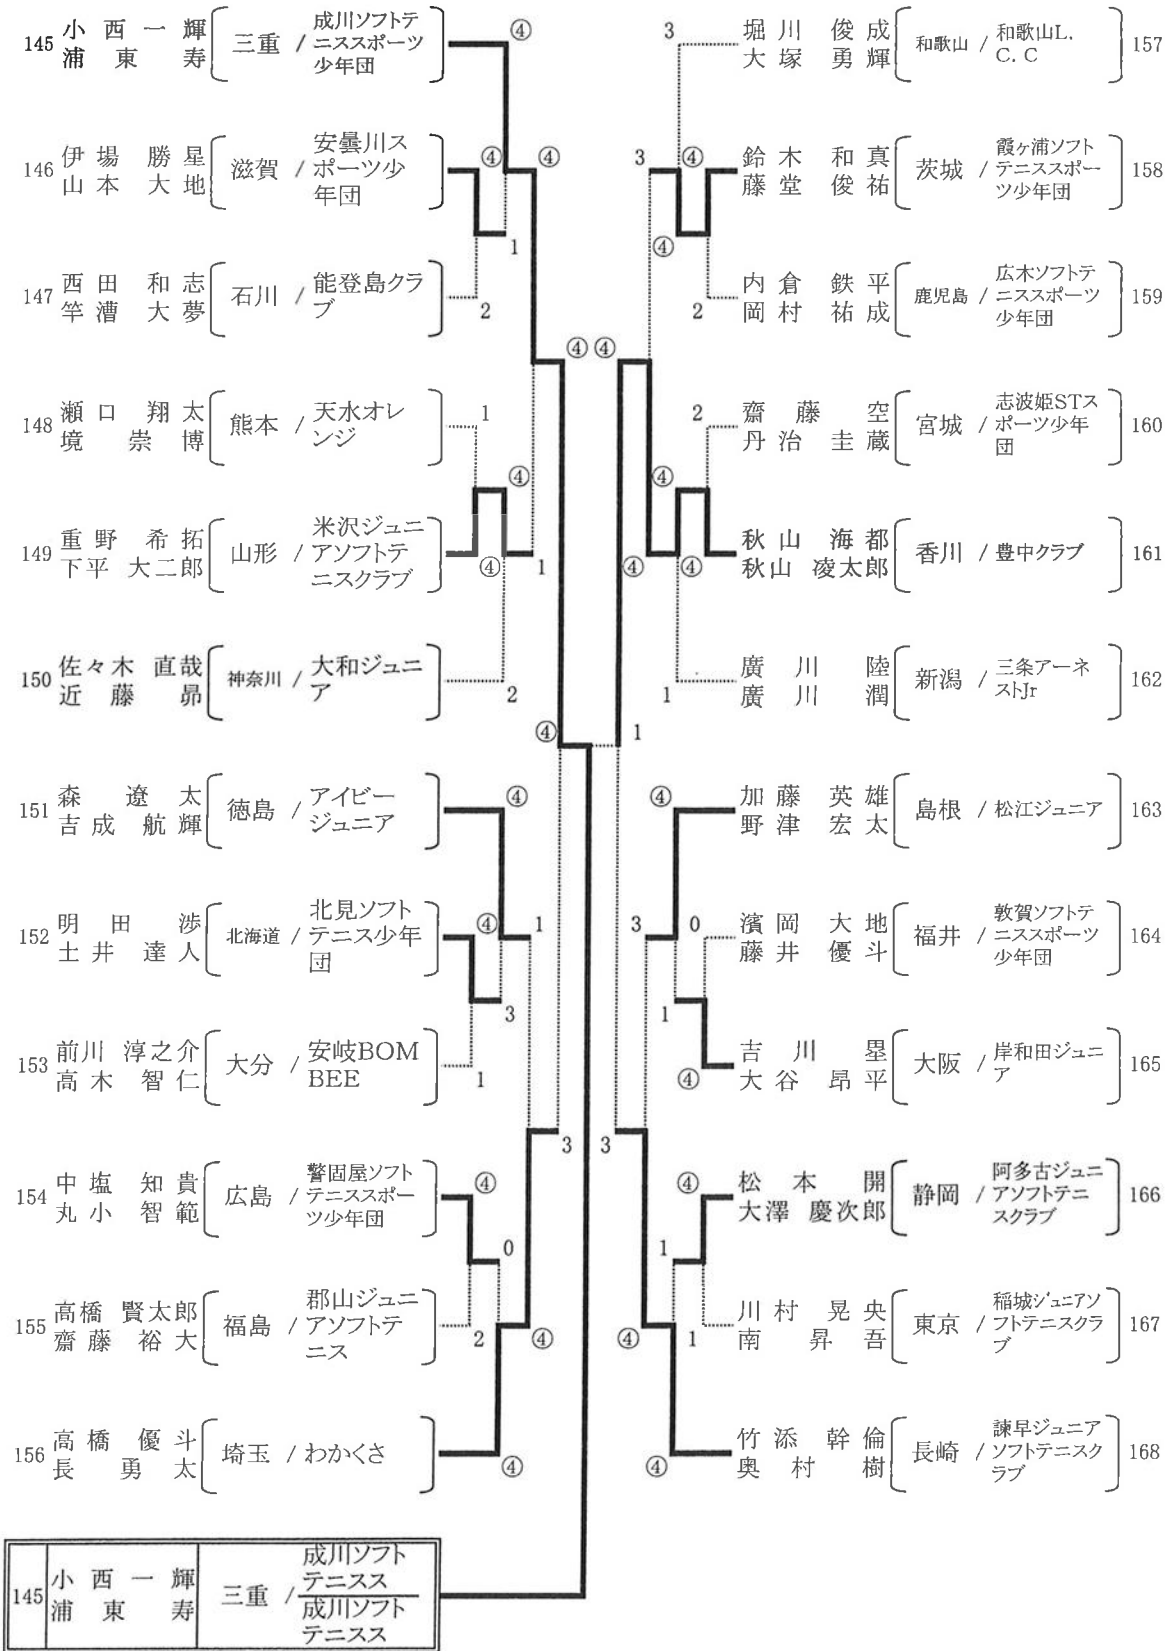 145 小西一輝 三重 / 成川ソフトテ
浦東寿 ニススポーツ
少年団
④
146 伊場勝星 滋賀 / 安曇川ス
山本大地 ポーツ少
年団
④ ④
1
147 西田和志 石川 / 能登島クラ
竿漕大夢 ブ
2
④
148 瀬口翔太 熊本 / 天水オレ
境崇博 ンジ
1
④
149 重野希拓 山形 / 米沢ジュニ
下平大二郎 アソフトテ
ニスクラブ
④ 1
150 佐々木直哉 神奈川 / 大和ジュニ
近藤昴 ア
2
④
151 森遼太 徳島 / アイビー
吉成航輝 ジュニア
④
152 明田渉 北海道 / 北見ソフト
土井達人 テニス少年
団
④ 1
3
153 前川淳之介 大分 / 安岐BOM
高木智仁 BEE
1
3
154 中塩知貴 広島 / 警固屋ソフト
丸小智範 テニススポー
ツ少年団
④
0
155 高橋賢太郎 福島 / 郡山ジュニ
齋藤裕大 アソフトテ
ニス
2 ④
156 高橋優斗 埼玉 / わかくさ
長勇太
④
3
堀川俊成 和歌山 / 和歌山L. 157
大塚勇輝 C. C
3 ④
鈴木和真 茨城 / 霞ヶ浦ソフト 158
藤堂俊祐 テニススポー
ツ少年団
④
内倉鉄平 鹿児島 / 広木ソフトテ 159
岡村祐成 ニススポーツ
少年団
2
④
2
齋藤空 宮城 / 志波姫STス 160
丹治圭蔵 ポーツ少年
団
④
秋山海都 香川 / 豊中クラブ 161
秋山凌太郎
④ ④
廣川陸 新潟 / 三条アーネ 162
廣川潤 ストJr
1
1
④
加藤英雄 島根 / 松江ジュニア 163
野津宏太
3 0
濱岡大地 福井 / 敦賀ソフトテ 164
藤井優斗 ニススポーツ
少年団
1
吉川塁 大阪 / 岸和田ジュニ 165
大谷昂平 ア
④
3
④
松本開 静岡 / 阿多古ジュニ 166
大澤慶次郎 アソフトテニ
スクラブ
1
川村晃央 東京 / 稲城ジュニアソ 167
南昇吾 フトテニスクラ
ブ
④ 1
竹添幹倫 長崎 / 諫早ジュニア 168
奥村樹 ソフトテニスク
ラブ
④
145 小西一輝 三重 / 成川ソフト
浦東寿 テニスス
成川ソフト
テニスス